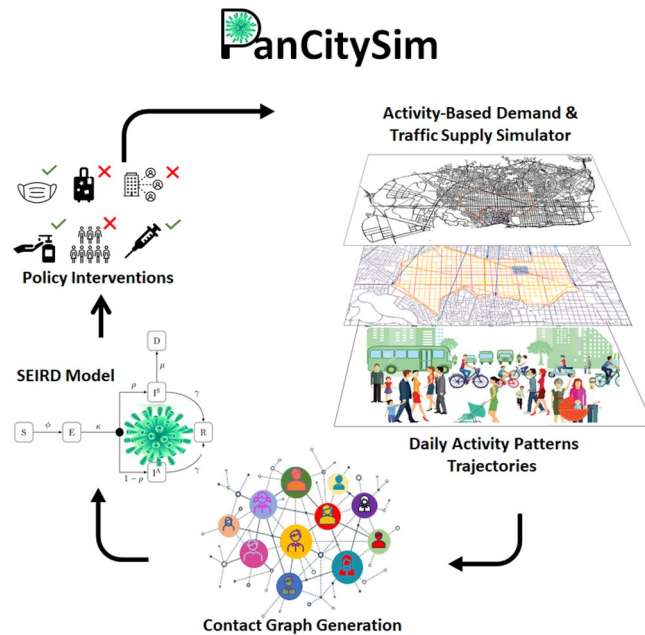 PanCitySim
Activity-Based Demand &
Traffic Supply Simulator
Policy Interventions
SEIRD Model
D
μ
ρ
I^S
γ
S
ϕ
E
κ
R
1 − ρ
I^A
γ
Daily Activity Patterns
Trajectories
Contact Graph Generation